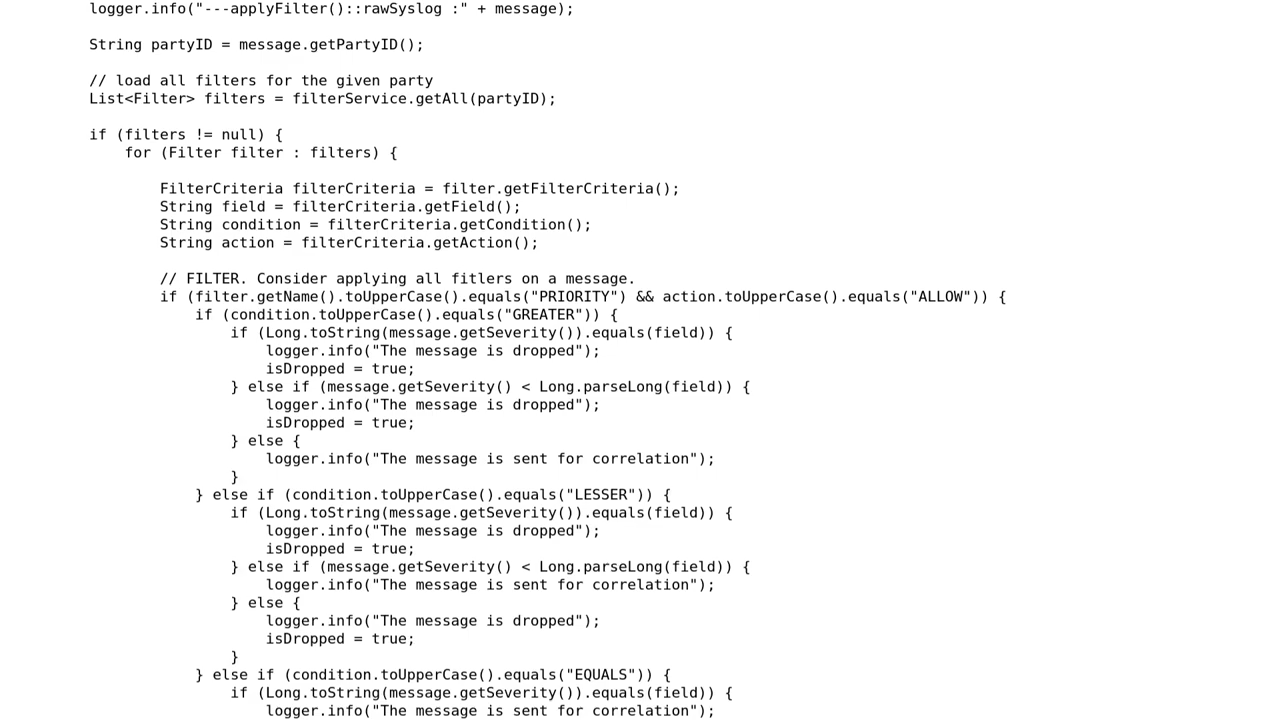 logger.info("---applyFilter()::rawSyslog :" + message);
String partyID = message.getPartyID();
// load all filters for the given party
List<Filter> filters = filterService.getAll(partyID);
if (filters != null) {
for (Filter filter : filters) {
FilterCriteria filterCriteria = filter.getFilterCriteria();
String field = filterCriteria.getField();
String condition = filterCriteria.getCondition();
String action = filterCriteria.getAction();
// FILTER. Consider applying all fitlers on a message.
if (filter.getName().toUpperCase().equals("PRIORITY") && action.toUpperCase().equals("ALLOW")) {
if (condition.toUpperCase().equals("GREATER")) {
if (Long.toString(message.getSeverity()).equals(field)) {
logger.info("The message is dropped");
isDropped = true;
} else if (message.getSeverity() < Long.parseLong(field)) {
logger.info("The message is dropped");
isDropped = true;
} else {
logger.info("The message is sent for correlation");
}
} else if (condition.toUpperCase().equals("LESSER")) {
if (Long.toString(message.getSeverity()).equals(field)) {
logger.info("The message is dropped");
isDropped = true;
} else if (message.getSeverity() < Long.parseLong(field)) {
logger.info("The message is sent for correlation");
} else {
logger.info("The message is dropped");
isDropped = true;
}
} else if (condition.toUpperCase().equals("EQUALS")) {
if (Long.toString(message.getSeverity()).equals(field)) {
logger.info("The message is sent for correlation");